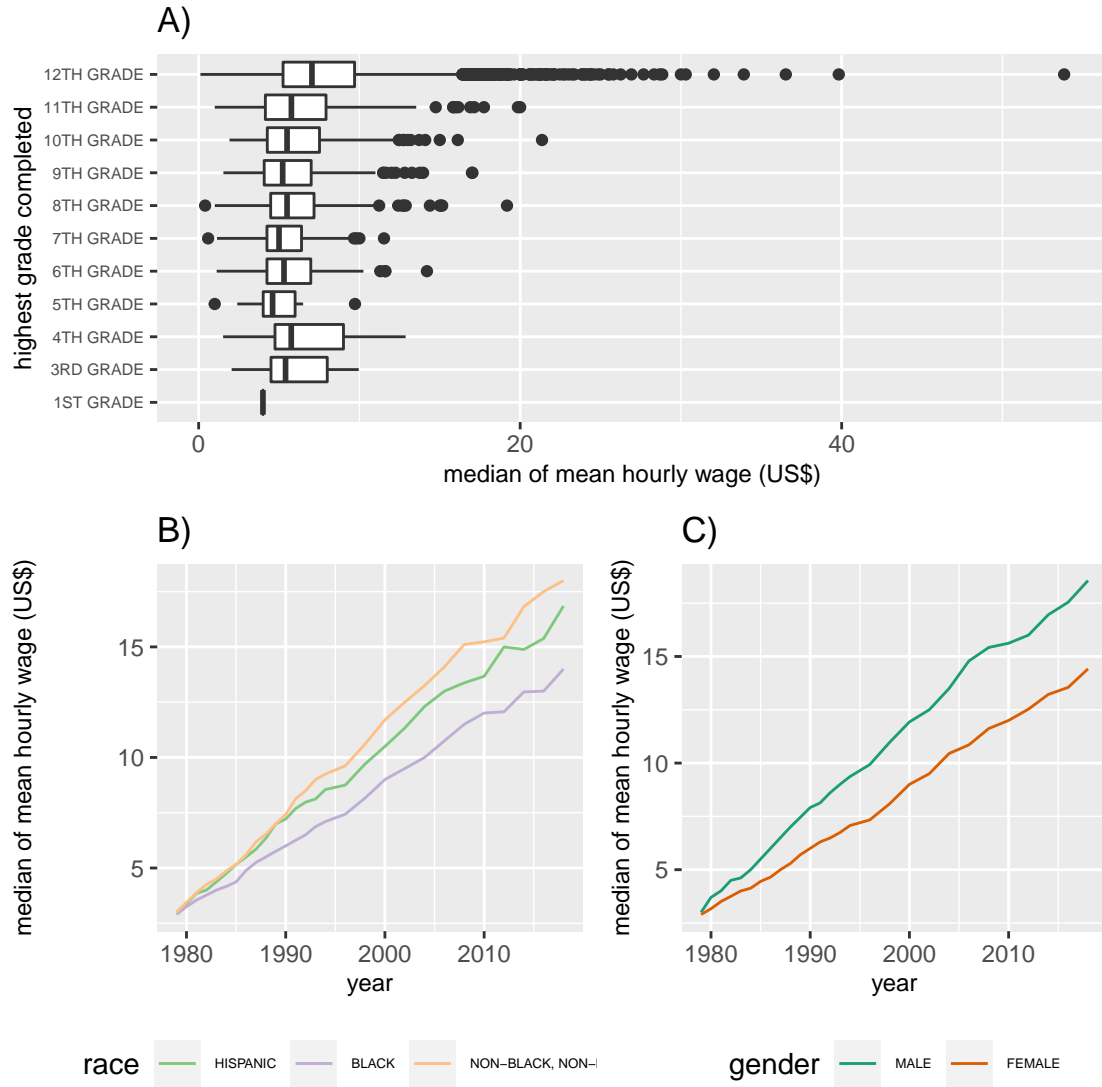 A)
highest grade completed
12TH GRADE
11TH GRADE
10TH GRADE
9TH GRADE
8TH GRADE
7TH GRADE
6TH GRADE
5TH GRADE
4TH GRADE
3RD GRADE
1ST GRADE
0 20 40
median of mean hourly wage (US$)
B)
median of mean hourly wage (US$)
15
10
5
1980 1990 2000 2010
year
race HISPANIC BLACK NON−BLACK, NON−
C)
median of mean hourly wage (US$)
15
10
5
1980 1990 2000 2010
year
gender MALE FEMALE